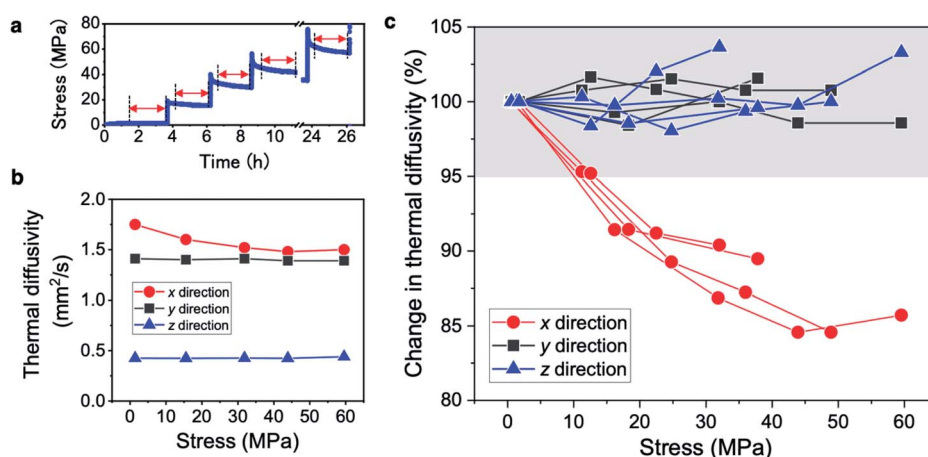 a
Stress (MPa)
80
60
40
20
0
0 2 4 6 8 10 24 26
Time (h)
b
Thermal diffusivity
(mm²/s)
2.0
1.5
1.0
0.5
0.0
x direction
y direction
z direction
0 10 20 30 40 50 60
Stress (MPa)
c
Change in thermal diffusivity (%)
105
100
95
90
85
80
x direction
y direction
z direction
0 10 20 30 40 50 60
Stress (MPa)